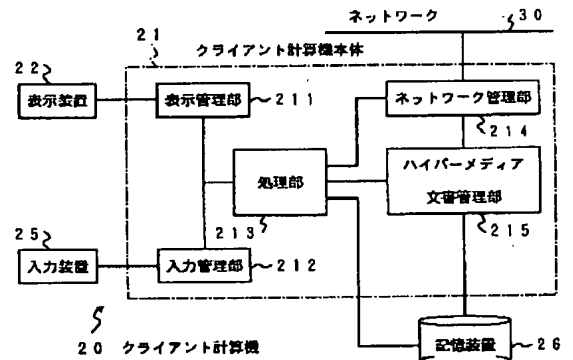 ネットワーク 30
21
クライアント計算機本体
22
表示装置
表示管理部 211
ネットワーク管理部
214
処理部
213
ハイパーメディア
文書管理部
215
25
入力装置
入力管理部 212
20 クライアント計算機
記憶装置 26